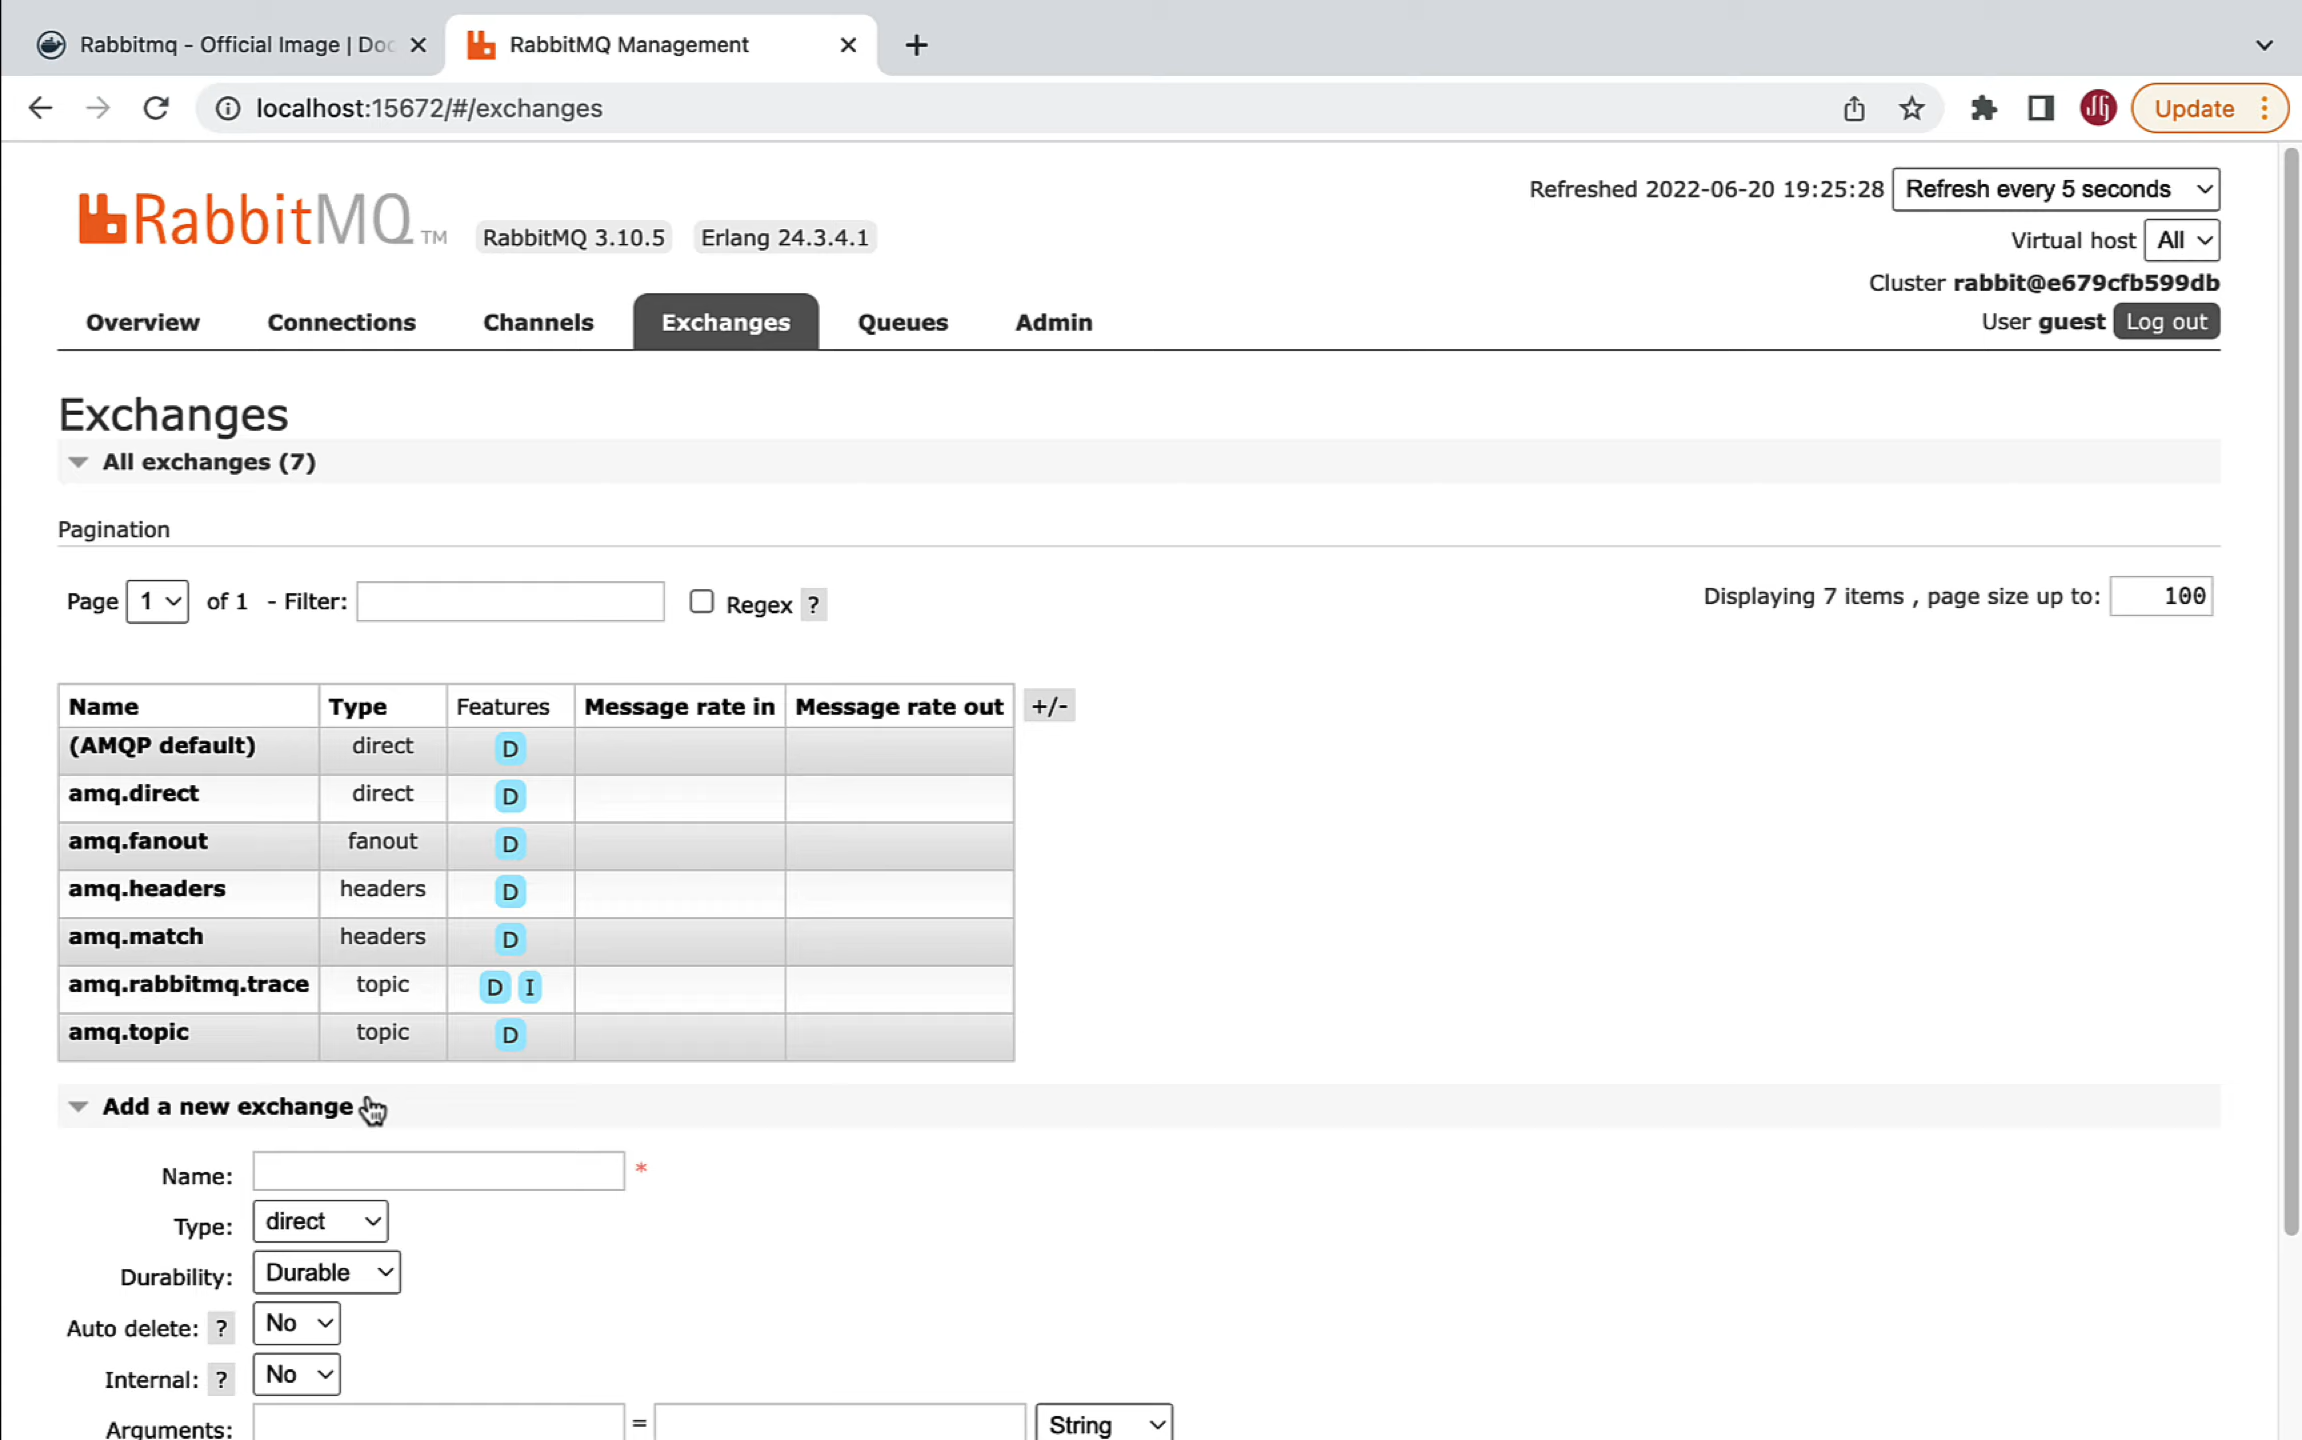 Rabbitmq - Official Image | Doc
RabbitMQ Management
localhost:15672/#/exchanges
Update
RabbitMQ TM
RabbitMQ 3.10.5
Erlang 24.3.4.1
Refreshed 2022-06-20 19:25:28
Refresh every 5 seconds
Virtual host All
Cluster rabbit@e679cfb599db
User guest Log out
Overview Connections Channels Exchanges Queues Admin
Exchanges
All exchanges (7)
Pagination
Page 1 of 1 - Filter: Regex ?
Displaying 7 items , page size up to: 100
Name Type Features Message rate in Message rate out +/-
(AMQP default) direct D
amq.direct direct D
amq.fanout fanout D
amq.headers headers D
amq.match headers D
amq.rabbitmq.trace topic D I
amq.topic topic D
Add a new exchange
Name: *
Type: direct
Durability: Durable
Auto delete: ? No
Internal: ? No
Arguments: = String